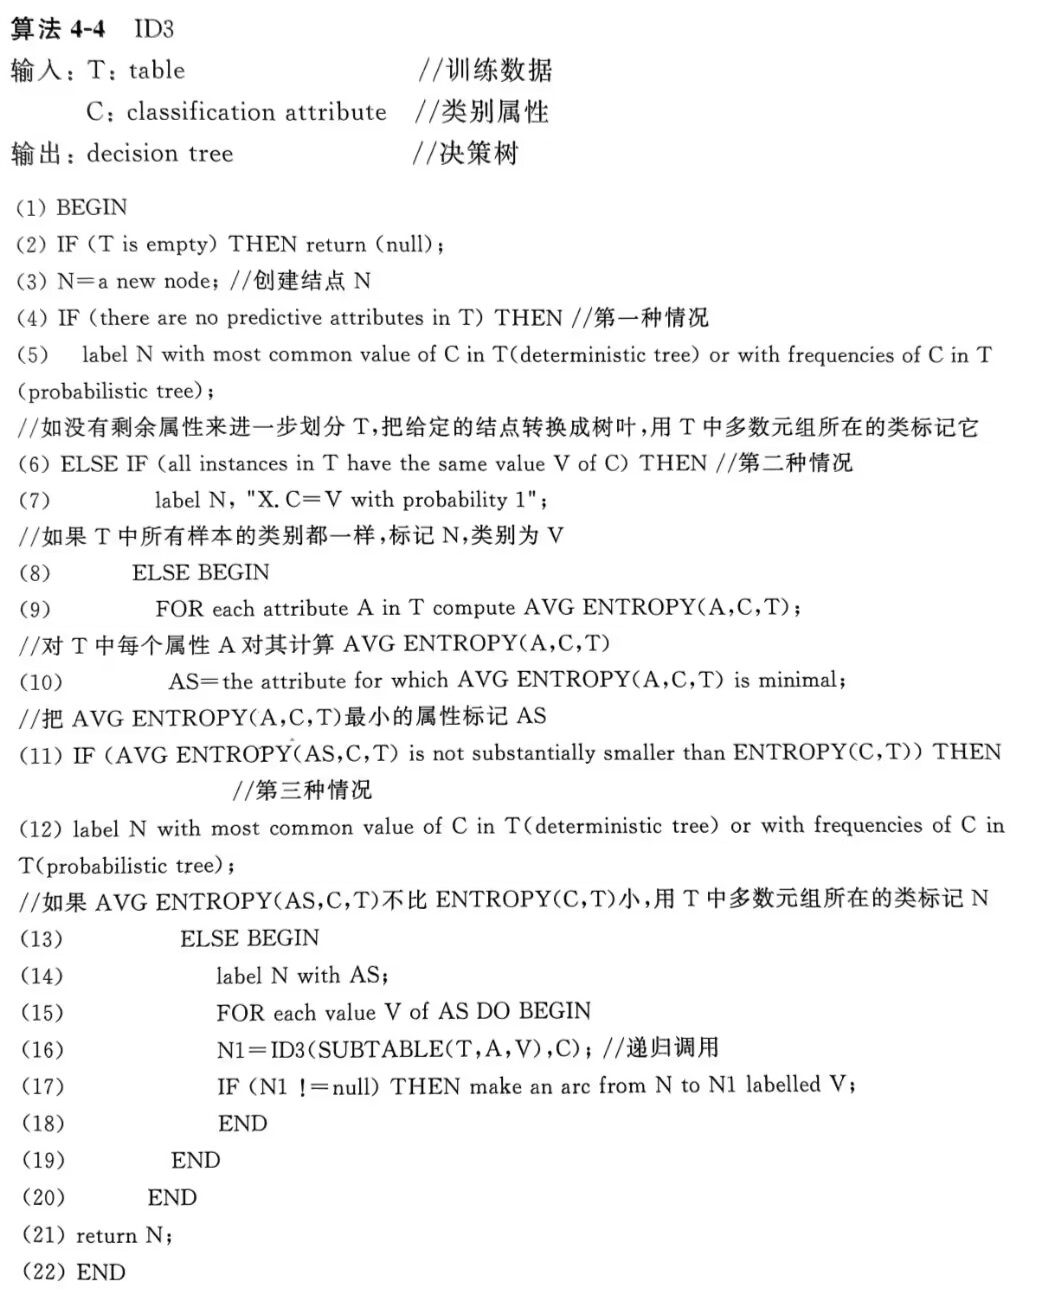 算法 4-4 ID3
输入：T：table //训练数据
C：classification attribute //类别属性
输出：decision tree //决策树
(1) BEGIN
(2) IF (T is empty) THEN return (null);
(3) N=a new node; //创建结点 N
(4) IF (there are no predictive attributes in T) THEN //第一种情况
(5) label N with most common value of C in T(deterministic tree) or with frequencies of C in T
(probabilistic tree);
//如没有剩余属性来进一步划分 T,把给定的结点转换成树叶,用 T 中多数元组所在的类标记它
(6) ELSE IF (all instances in T have the same value V of C) THEN //第二种情况
(7) label N, "X. C=V with probability 1";
//如果 T 中所有样本的类别都一样,标记 N,类别为 V
(8) ELSE BEGIN
(9) FOR each attribute A in T compute AVG ENTROPY(A,C,T);
//对 T 中每个属性 A 对其计算 AVG ENTROPY(A,C,T)
(10) AS=the attribute for which AVG ENTROPY(A,C,T) is minimal;
//把 AVG ENTROPY(A,C,T)最小的属性标记 AS
(11) IF (AVG ENTROPY(AS,C,T) is not substantially smaller than ENTROPY(C,T)) THEN
//第三种情况
(12) label N with most common value of C in T(deterministic tree) or with frequencies of C in
T(probabilistic tree);
//如果 AVG ENTROPY(AS,C,T)不比 ENTROPY(C,T)小,用 T 中多数元组所在的类标记 N
(13) ELSE BEGIN
(14) label N with AS;
(15) FOR each value V of AS DO BEGIN
(16) N1=ID3(SUBTABLE(T,A,V),C); //递归调用
(17) IF (N1 !=null) THEN make an arc from N to N1 labelled V;
(18) END
(19) END
(20) END
(21) return N;
(22) END